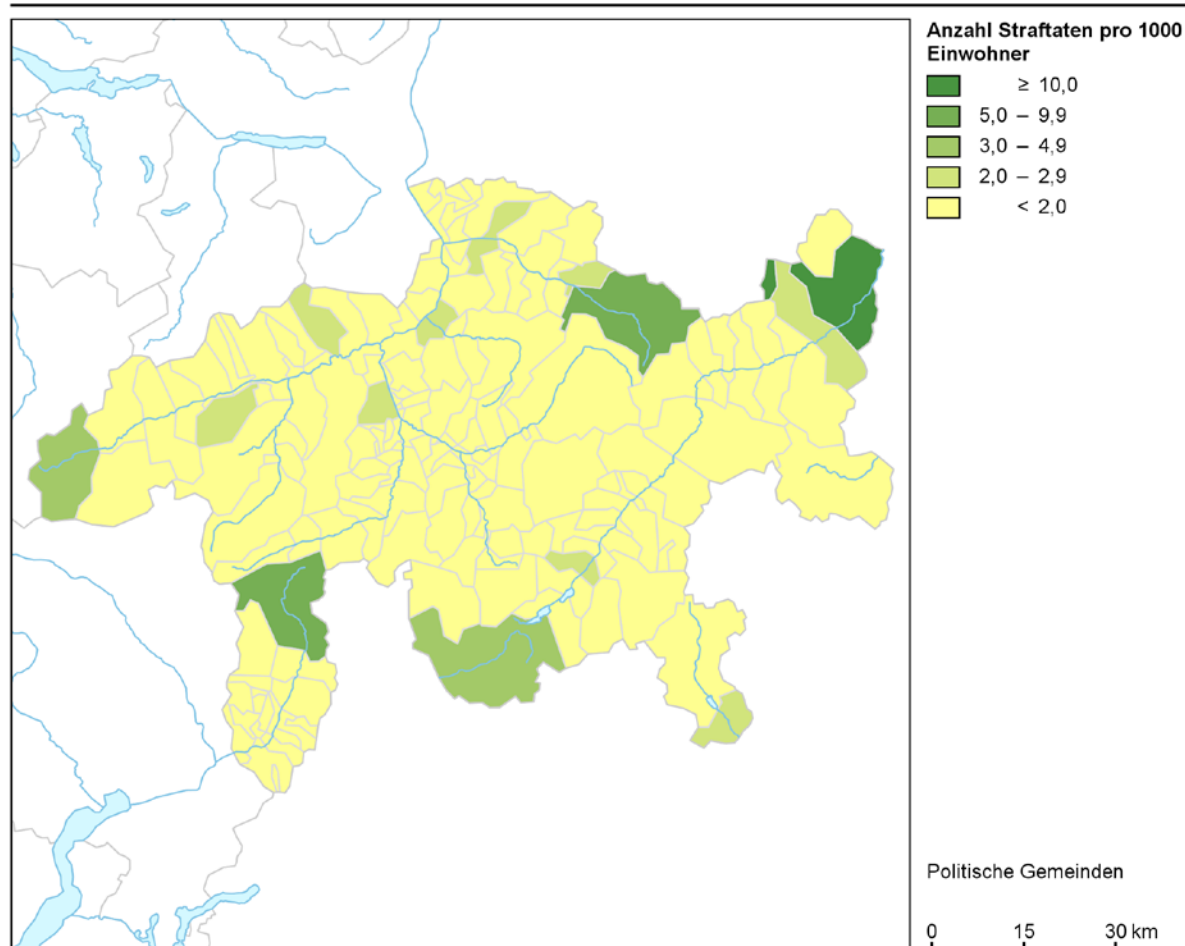 Anzahl Straftaten pro 1000
Einwohner
≥ 10,0
5,0 – 9,9
3,0 – 4,9
2,0 – 2,9
< 2,0
Politische Gemeinden
0 15 30 km